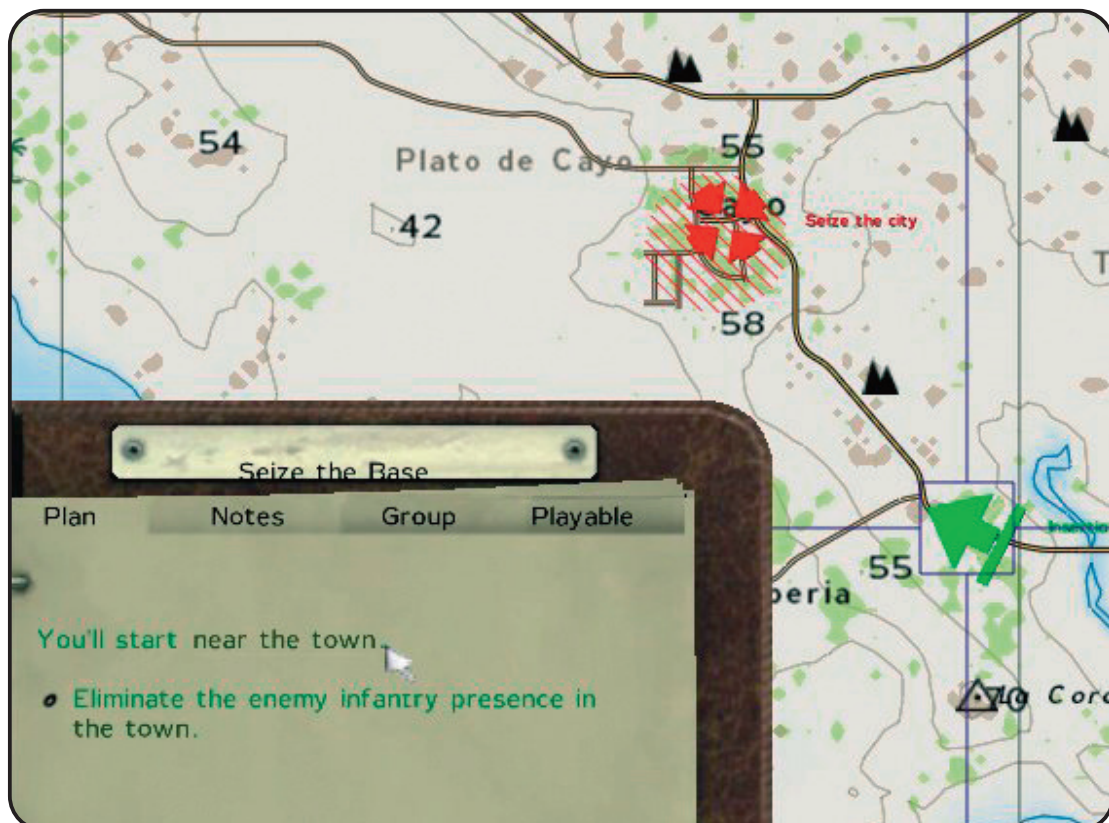 54
Plato de Cayo
55
42
Seize the city
58
Seize the Base
Plan Notes Group Playable
55
You'll start near the town.
Eliminate the enemy infantry presence in
the town.